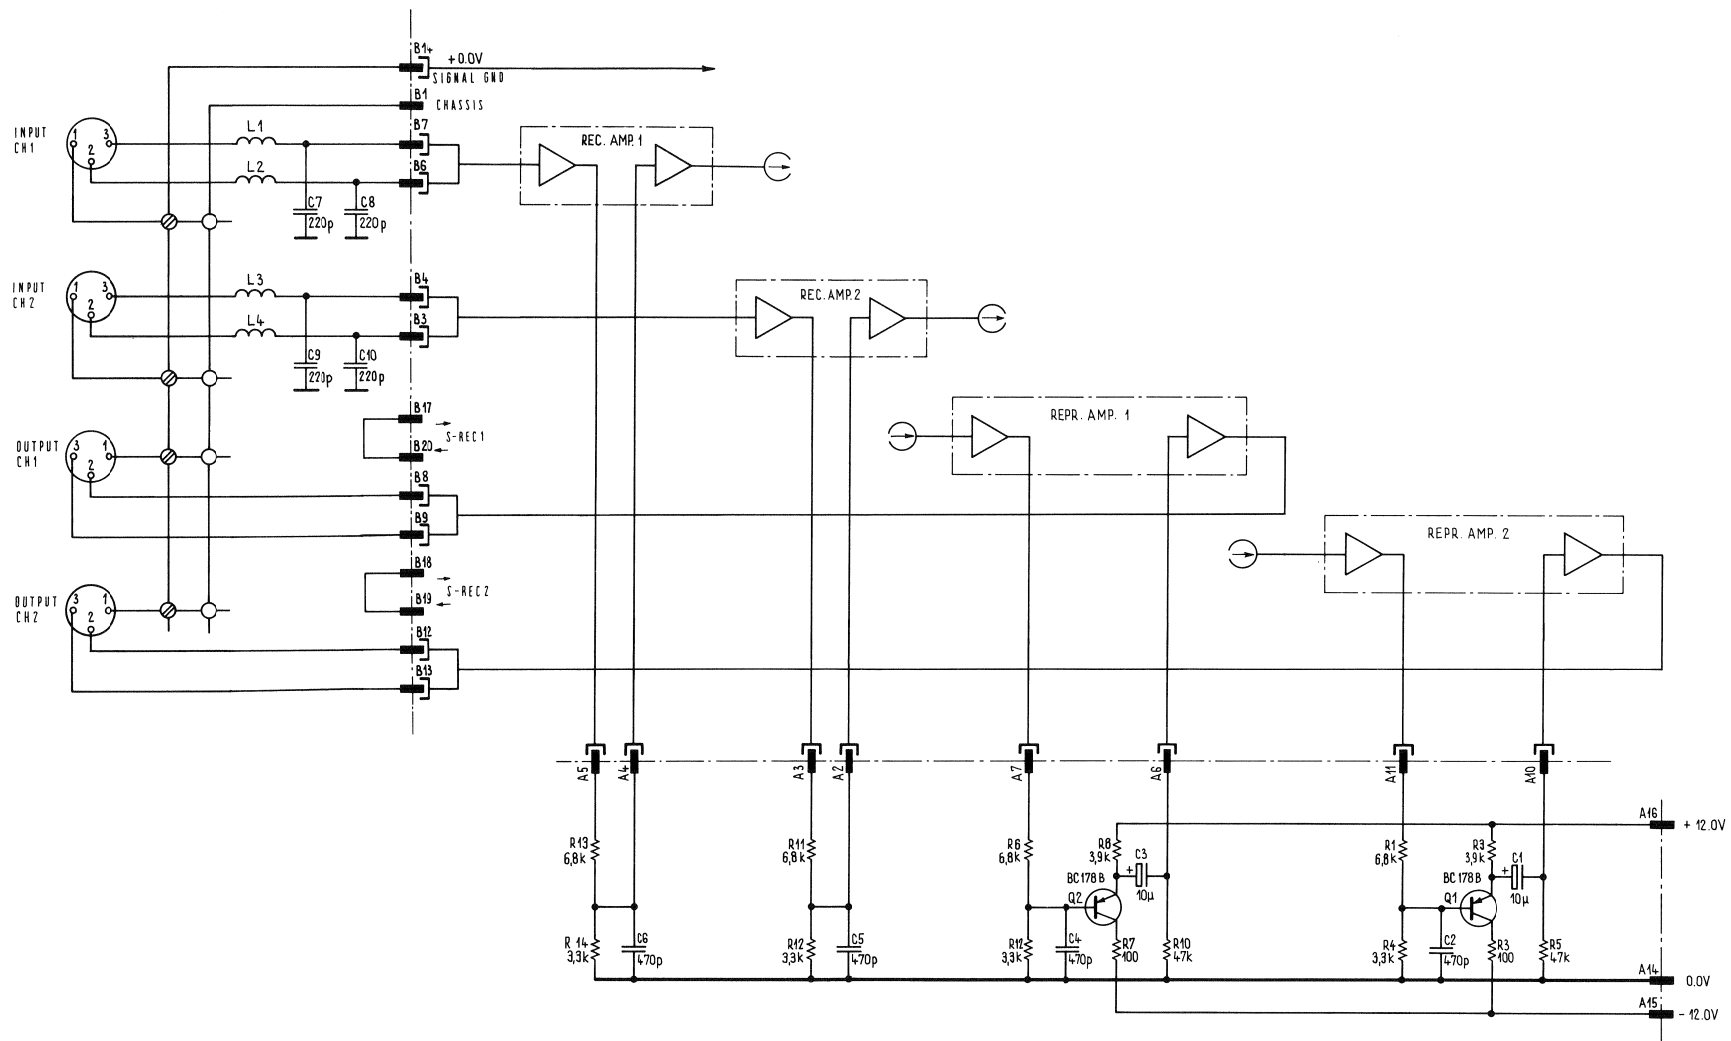 B14
+0.0V
SIGNAL GND
B1
CHASSIS
INPUT
CH1
1
2
3
L1
B7
L2
B6
C7
220p
C8
220p
REC. AMP. 1
INPUT
CH2
1
2
3
L3
B4
L4
B3
C9
220p
C10
220p
REC. AMP. 2
B17
S-REC1
B20
OUTPUT
CH1
3
2
1
B8
B9
REPR. AMP. 1
B18
S-REC2
B19
OUTPUT
CH2
3
2
1
B12
B13
REPR. AMP. 2
A5
A4
A3
A2
A7
A6
A11
A10
A16
+ 12.0V
R13
6,8k
R11
6,8k
R6
6,8k
R8
3,9k
+
C3
10µ
BC178B
Q2
R1
6,8k
R3
3,9k
+
C1
10µ
BC178B
Q1
R 14
3,3k
C6
470p
R12
3,3k
C5
470p
R12
3,3k
C4
470p
R7
100
R10
47k
R4
3,3k
C2
470p
R3
100
R5
47k
A14
0.0V
A15
- 12.0V